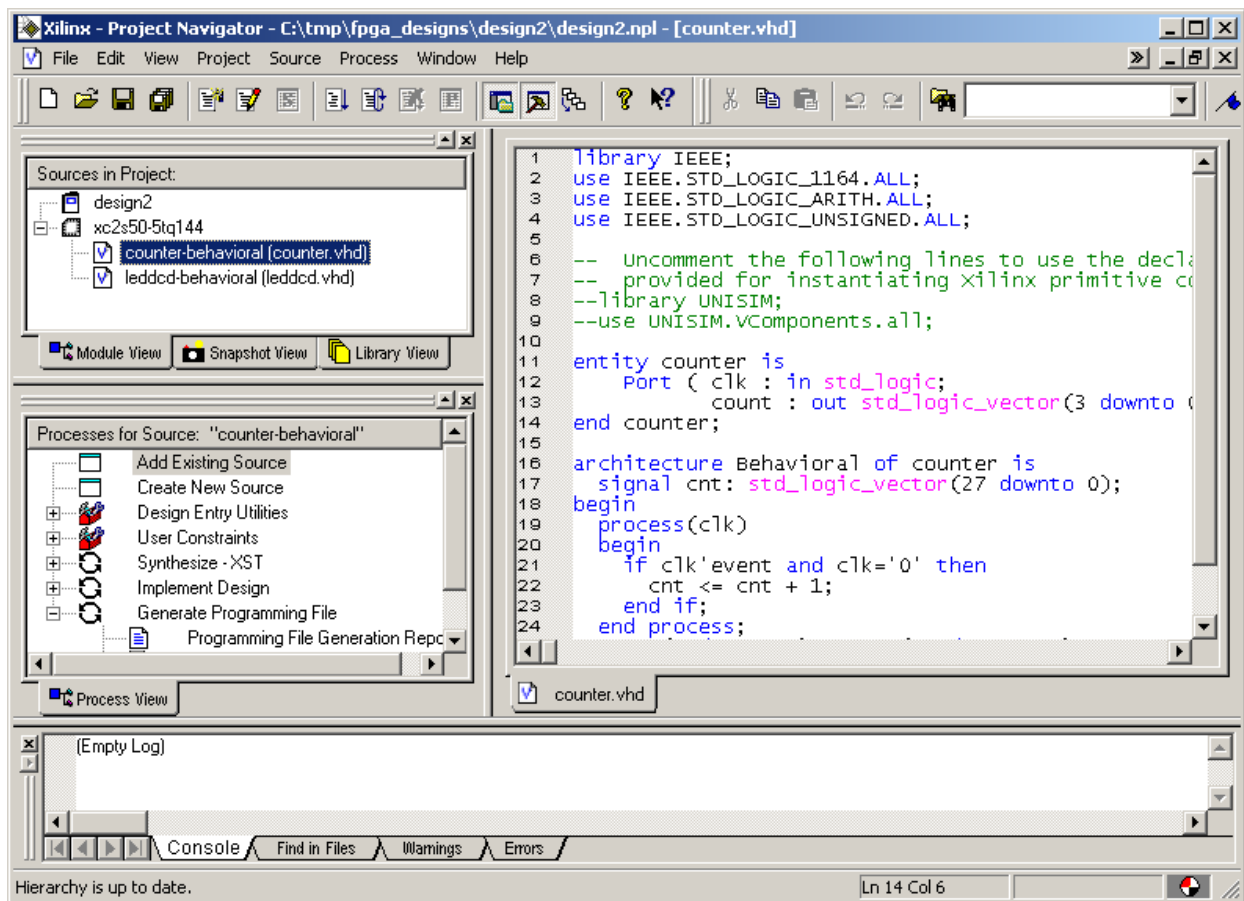 Xilinx - Project Navigator - C:\tmp\fpga_designs\design2\design2.npl - [counter.vhd]
File Edit View Project Source Process Window Help
Sources in Project:
design2
xc2s50-5tq144
counter-behavioral (counter.vhd)
leddcd-behavioral (leddcd.vhd)
Module View Snapshot View Library View
Processes for Source: "counter-behavioral"
Add Existing Source
Create New Source
Design Entry Utilities
User Constraints
Synthesize - XST
Implement Design
Generate Programming File
Programming File Generation Repc
Process View
1 library IEEE;
2 use IEEE.STD_LOGIC_1164.ALL;
3 use IEEE.STD_LOGIC_ARITH.ALL;
4 use IEEE.STD_LOGIC_UNSIGNED.ALL;
5
6 -- Uncomment the following lines to use the decla
7 -- provided for instantiating Xilinx primitive co
8 --library UNISIM;
9 --use UNISIM.VComponents.all;
10
11 entity counter is
12 Port ( clk : in std_logic;
13 count : out std_logic_vector(3 downto
14 end counter;
15
16 architecture Behavioral of counter is
17 signal cnt: std_logic_vector(27 downto 0);
18 begin
19 process(clk)
20 begin
21 if clk'event and clk='0' then
22 cnt <= cnt + 1;
23 end if;
24 end process;
counter.vhd
(Empty Log)
Console Find in Files Warnings Errors
Hierarchy is up to date. Ln 14 Col 6